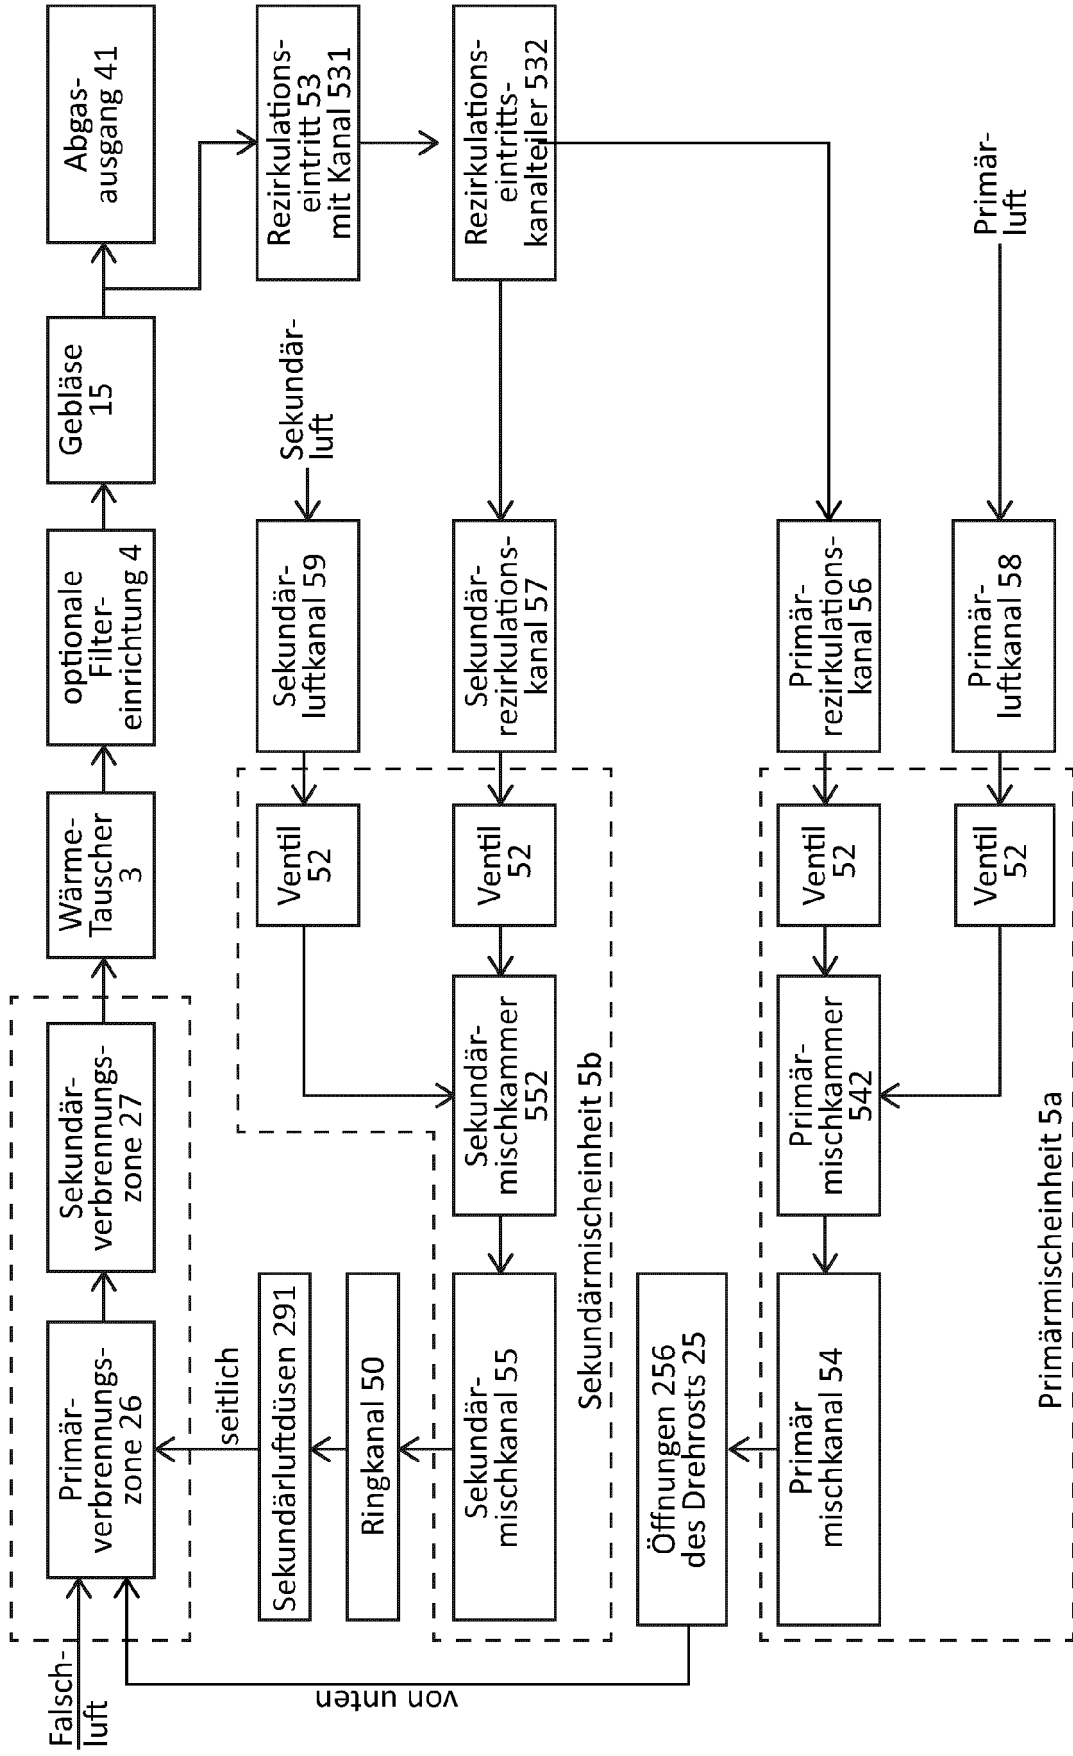 Falsch-
luft
Primär-
verbrennungs-
zone 26
Sekundär-
verbrennungs-
zone 27
Wärme-
Tauscher
3
optionale
Filter-
einrichtung 4
Gebläse
15
Abgas-
ausgang 41
seitlich
Sekundärluftdüsen 291
Ringkanal 50
Ventil
52
Sekundär-
luftkanal 59
Sekundär-
luft
Rezirkulations-
eintritt 53
mit Kanal 531
von unten
Sekundär-
mischkanal 55
Sekundär-
mischkammer
552
Ventil
52
Sekundär-
rezirkulations-
kanal 57
Rezirkulations-
eintritts-
kanalteiler 532
Sekundärmischeinheit 5b
Öffnungen 256
des Drehrosts 25
Primär
mischkanal 54
Primär-
mischkammer
542
Ventil
52
Primär-
rezirkulations-
kanal 56
Ventil
52
Primär-
luftkanal 58
Primär-
luft
Primärmischeinheit 5a